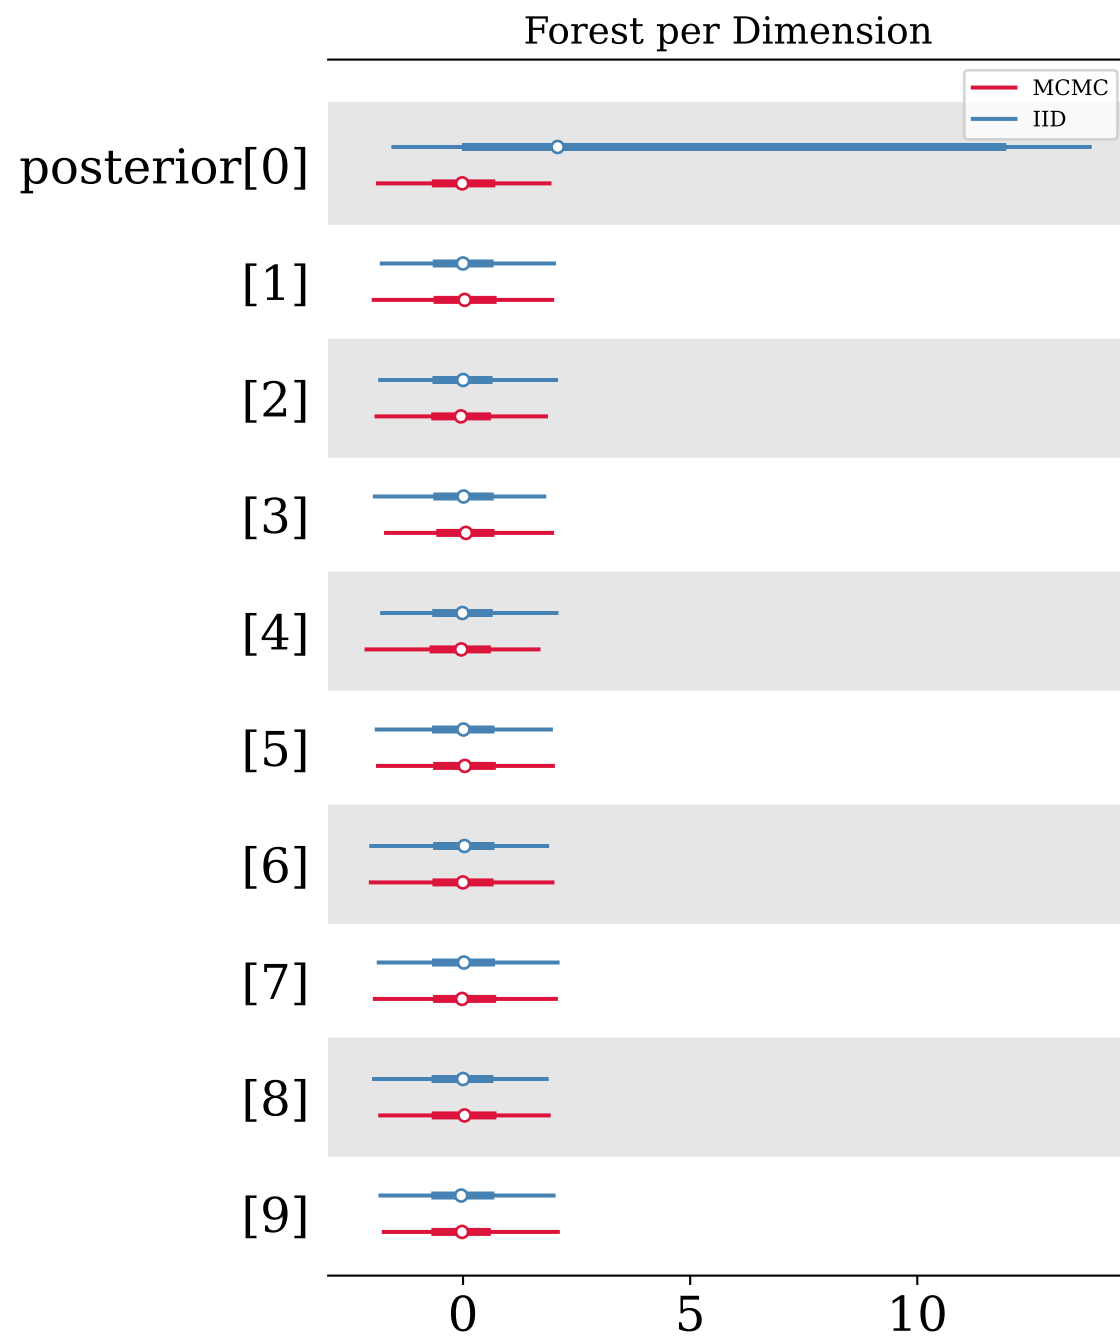 Forest per Dimension
MCMC
IID
posterior[0]
[1]
[2]
[3]
[4]
[5]
[6]
[7]
[8]
[9]
0 5 10